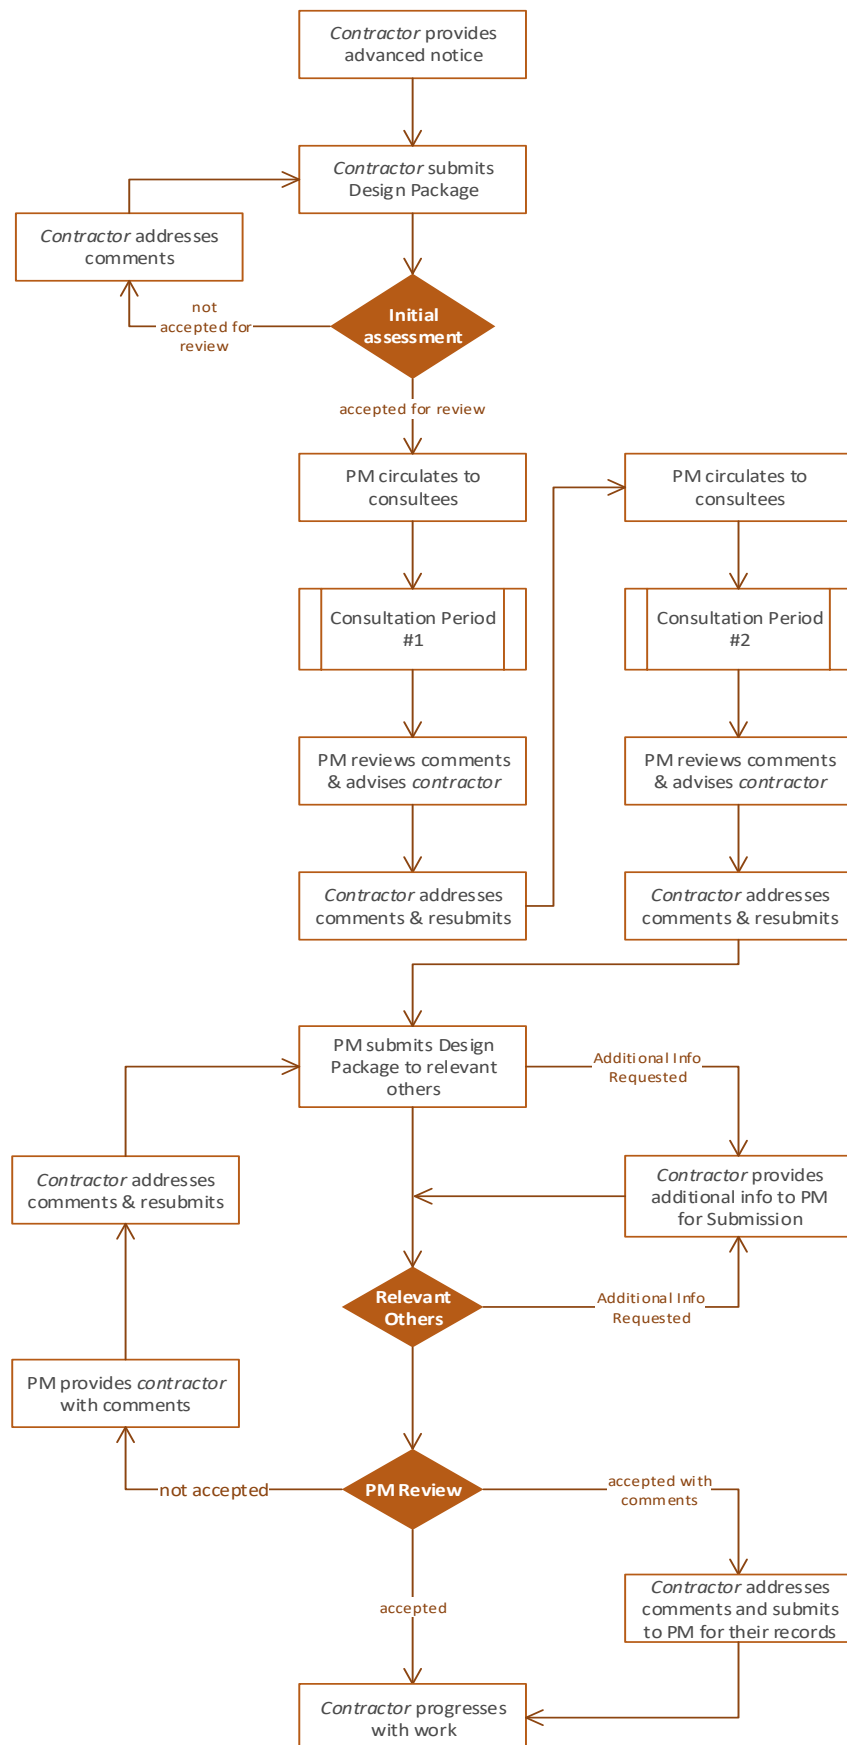 Contractor provides
advanced notice
Contractor submits
Design Package
Contractor addresses
comments
not
accepted for
review
Initial
assessment
accepted for review
PM circulates to
consultees
PM circulates to
consultees
Consultation Period
#1
Consultation Period
#2
PM reviews comments
& advises contractor
PM reviews comments
& advises contractor
Contractor addresses
comments & resubmits
Contractor addresses
comments & resubmits
PM submits Design
Package to relevant
others
Additional Info
Requested
Contractor addresses
comments & resubmits
Contractor provides
additional info to PM
for Submission
Relevant
Others
Additional Info
Requested
PM provides contractor
with comments
not accepted
PM Review
accepted with
comments
accepted
Contractor addresses
comments and submits
to PM for their records
Contractor progresses
with work